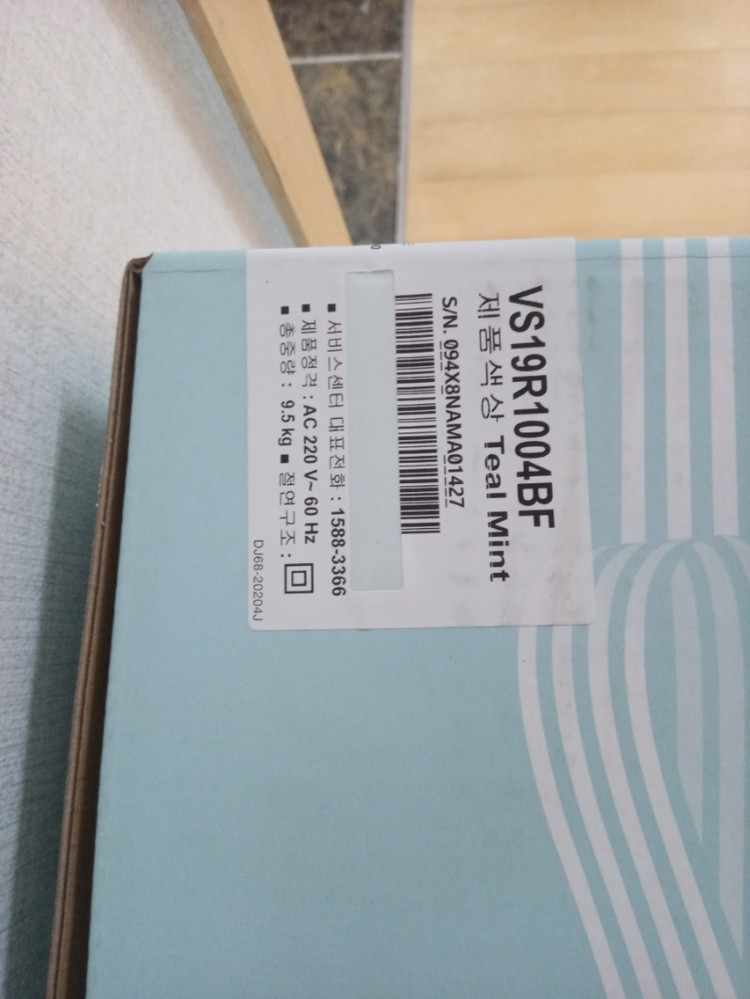 VS19R1004BF
제품색상 Teal Mint
S/N. 094X8NAMA01427
■ 서비스센터 대표전화 : 1588-3366
■ 제품정격 : AC 220 V~ 60 Hz
■ 총중량 : 9.5 kg ■ 절연구조 :
DJ68-20204J